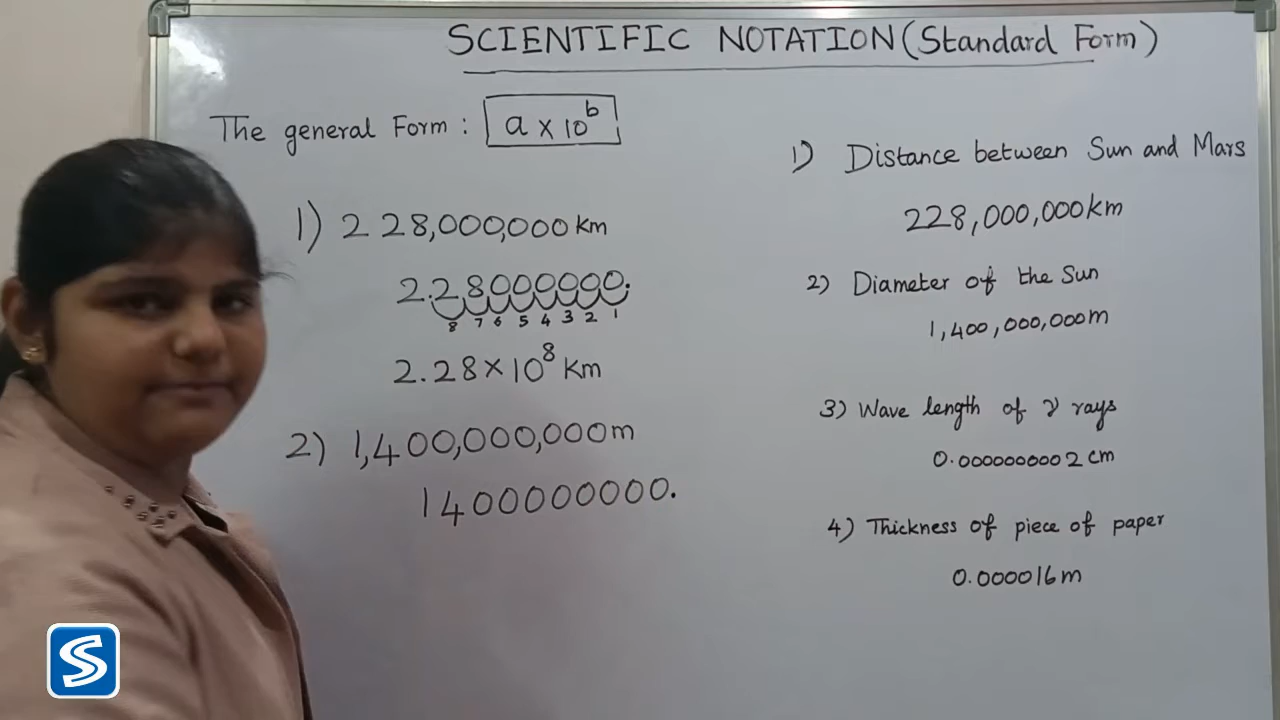 SCIENTIFIC NOTATION (Standard Form)
The general Form : a × 10^b
1) 228,000,000 km
2.28000000.
8 7 6 5 4 3 2 1
2.28 × 10^8 km
2) 1,400,000,000m
1400000000.
1) Distance between Sun and Mars
228,000,000km
2) Diameter of the Sun
1,400,000,000m
3) Wave length of γ rays
0.0000000002 cm
4) Thickness of piece of paper
0.000016m
S